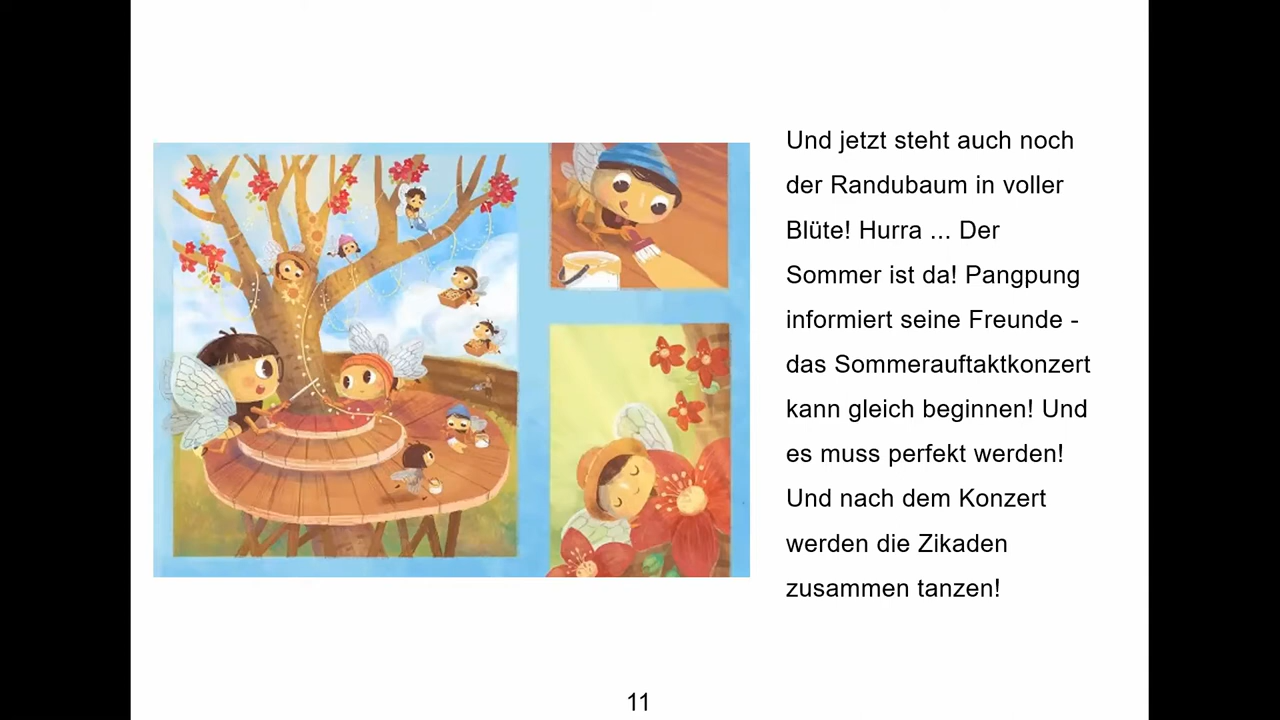 Und jetzt steht auch noch
der Randubaum in voller
Blüte! Hurra ... Der
Sommer ist da! Pangpung
informiert seine Freunde -
das Sommerauftaktkonzert
kann gleich beginnen! Und
es muss perfekt werden!
Und nach dem Konzert
werden die Zikaden
zusammen tanzen!
11